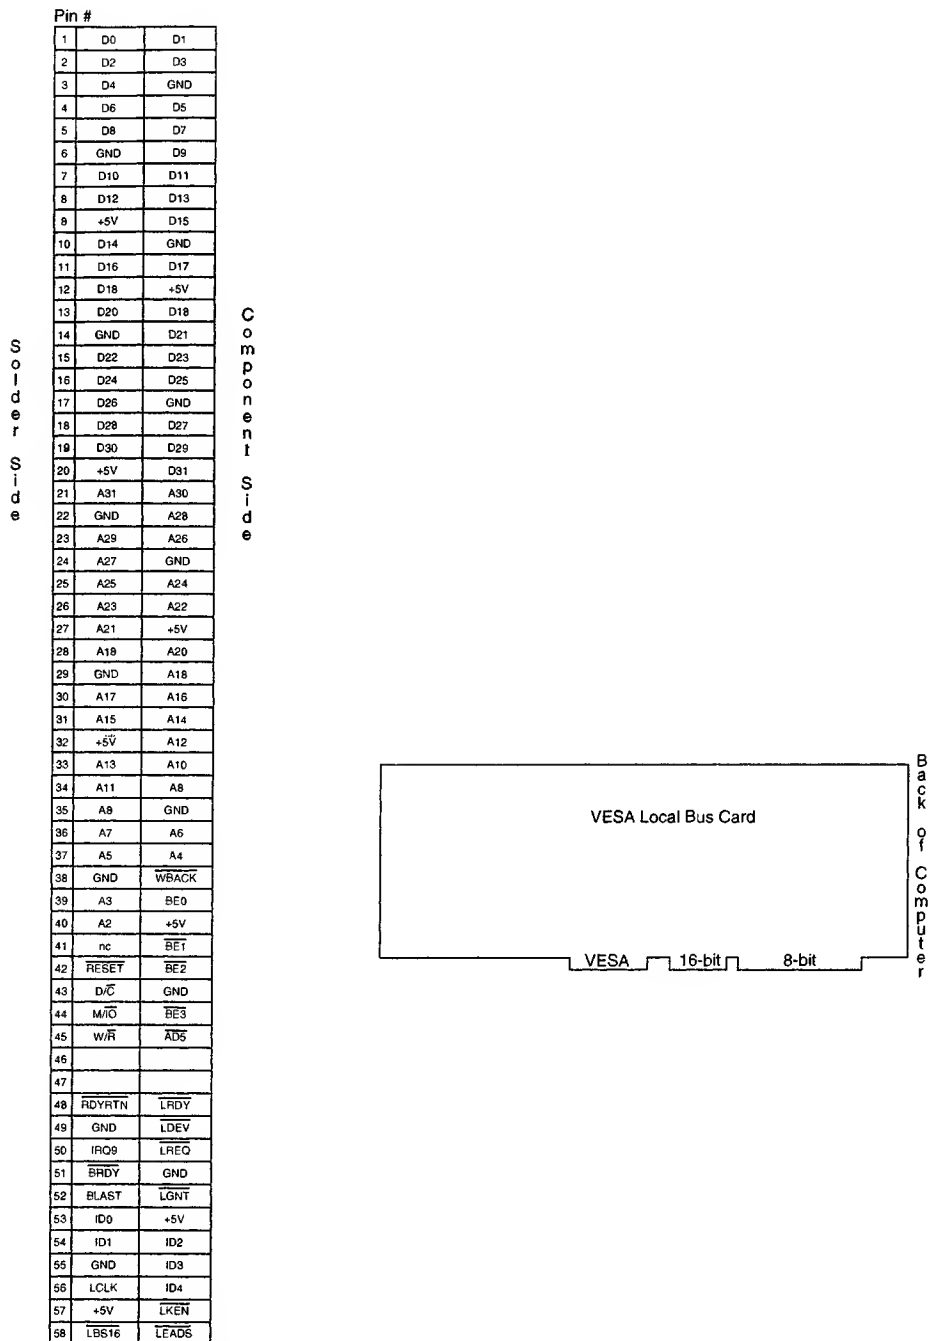 Pin #
1 D0 D1
2 D2 D3
3 D4 GND
4 D6 D5
5 D8 D7
6 GND D9
7 D10 D11
8 D12 D13
9 +5V D15
10 D14 GND
11 D16 D17
12 D18 +5V
13 D20 D19
14 GND D21
15 D22 D23
16 D24 D25
17 D26 GND
18 D28 D27
19 D30 D29
20 +5V D31
21 A31 A30
22 GND A28
23 A29 A26
24 A27 GND
25 A25 A24
26 A23 A22
27 A21 +5V
28 A19 A20
29 GND A18
30 A17 A16
31 A15 A14
32 +5V A12
33 A13 A10
34 A11 A8
35 A9 GND
36 A7 A6
37 A5 A4
38 GND WBACK
39 A3 BE0
40 A2 +5V
41 nc BE1
42 RESET BE2
43 D/C GND
44 M/IO BE3
45 W/R AD5
46
47
48 RDYRTN LRDY
49 GND LDEV
50 IRQ9 LREQ
51 BRDY GND
52 BLAST LGNT
53 ID0 +5V
54 ID1 ID2
55 GND ID3
56 LCLK ID4
57 +5V LKEN
58 LBS16 LEADS
Solder Side
Component Side
VESA Local Bus Card
VESA 16-bit 8-bit
Back of Computer